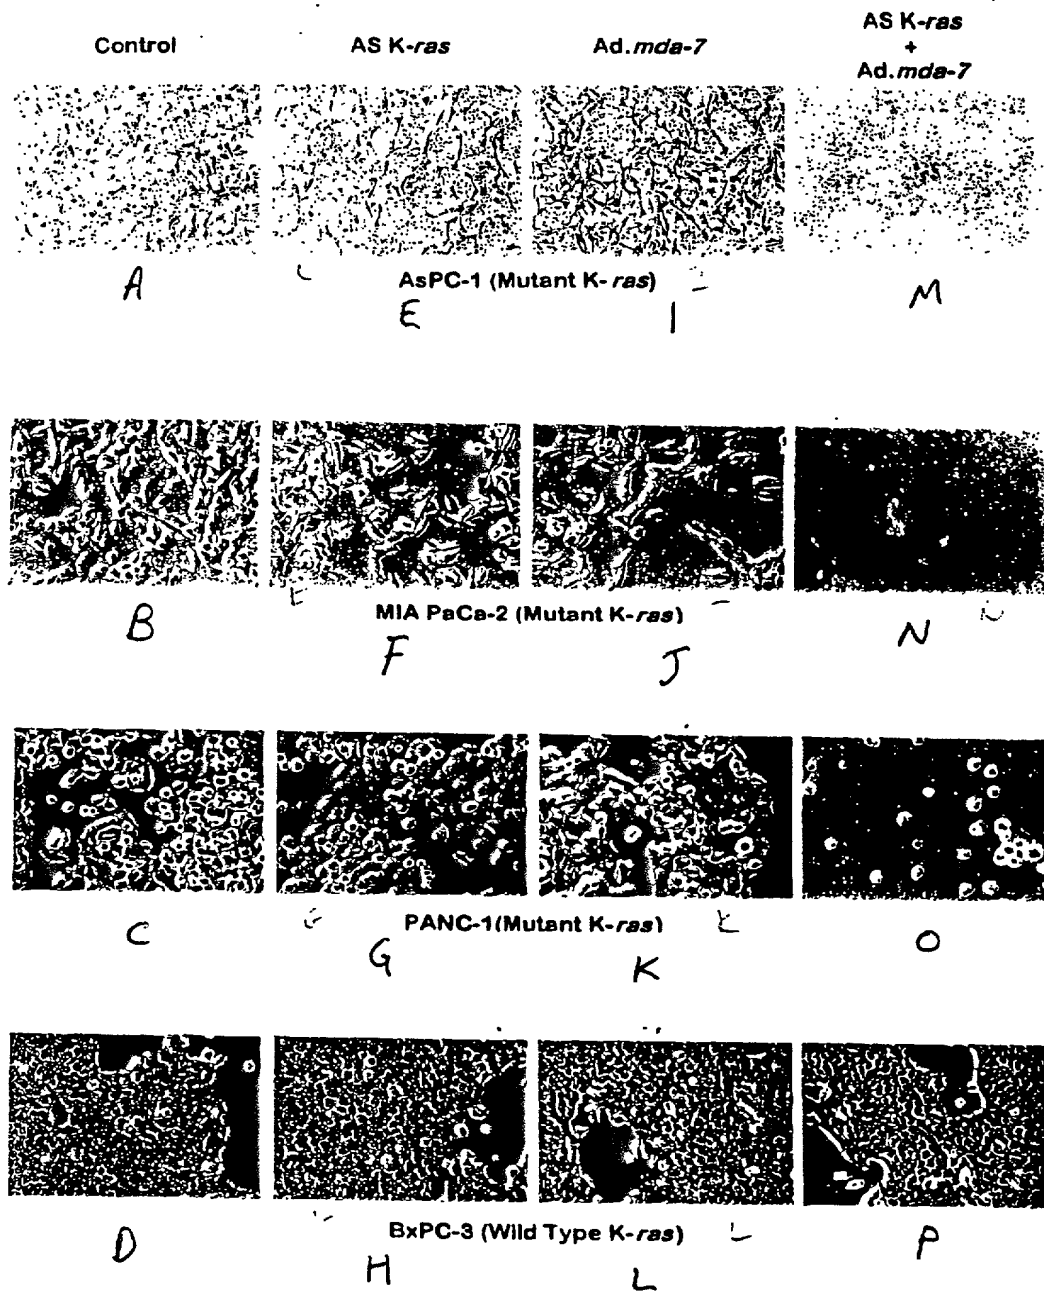 Control AS K-ras Ad.mda-7 AS K-ras
+
Ad.mda-7
AsPC-1 (Mutant K-ras)
A E I M
MIA PaCa-2 (Mutant K-ras)
B F J N
PANC-1(Mutant K-ras)
C G K O
BxPC-3 (Wild Type K-ras)
D H L P